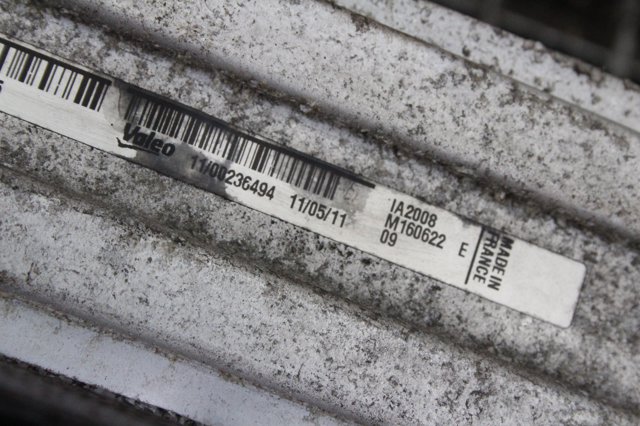 Valeo
11/00236494 11/05/11
IA2008
M160622 E
09
MADE IN
FRANCE